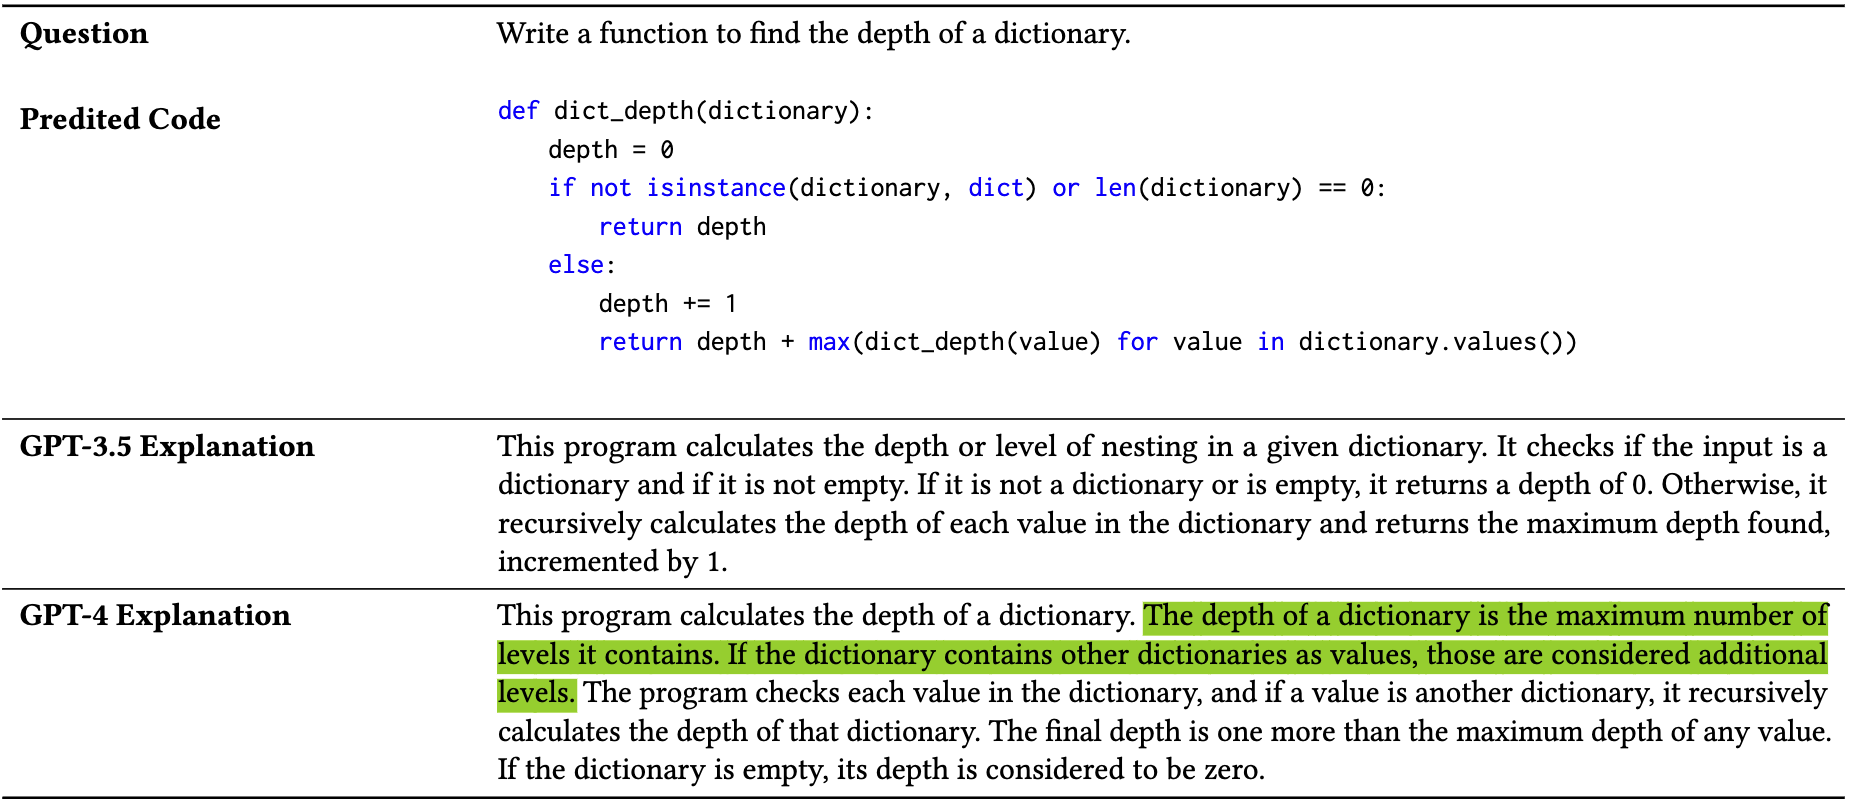 Question
Write a function to find the depth of a dictionary.
Predited Code
def dict_depth(dictionary):
    depth = 0
    if not isinstance(dictionary, dict) or len(dictionary) == 0:
        return depth
    else:
        depth += 1
        return depth + max(dict_depth(value) for value in dictionary.values())
GPT-3.5 Explanation
This program calculates the depth or level of nesting in a given dictionary. It checks if the input is a
dictionary and if it is not empty. If it is not a dictionary or is empty, it returns a depth of 0. Otherwise, it
recursively calculates the depth of each value in the dictionary and returns the maximum depth found,
incremented by 1.
GPT-4 Explanation
This program calculates the depth of a dictionary. The depth of a dictionary is the maximum number of
levels it contains. If the dictionary contains other dictionaries as values, those are considered additional
levels. The program checks each value in the dictionary, and if a value is another dictionary, it recursively
calculates the depth of that dictionary. The final depth is one more than the maximum depth of any value.
If the dictionary is empty, its depth is considered to be zero.